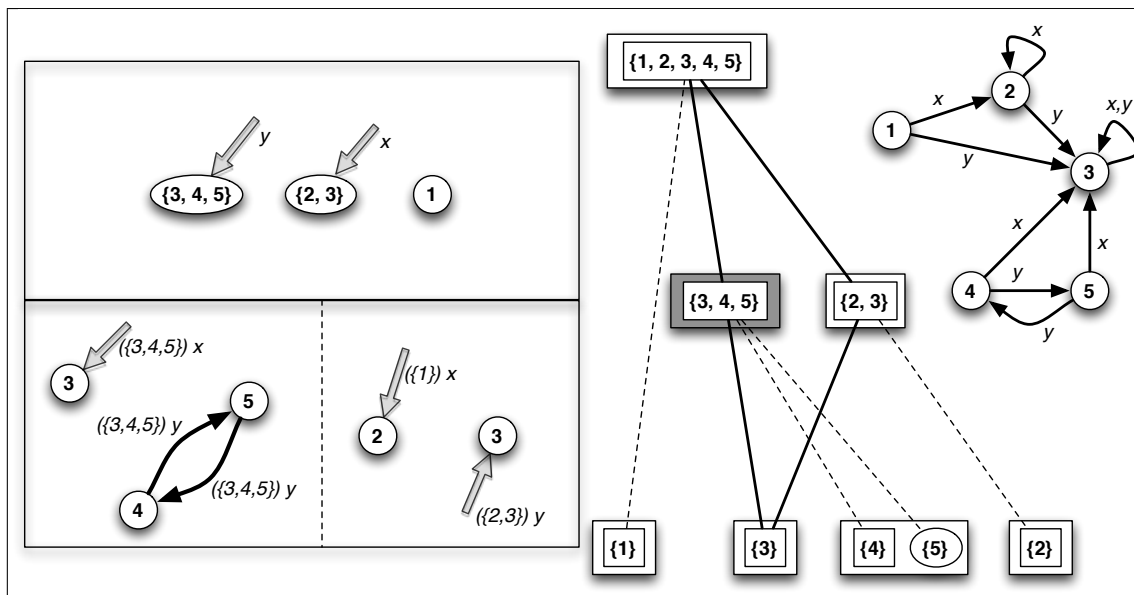 y
x
{3, 4, 5}
{2, 3}
1
({3,4,5}) x
3
5
({3,4,5}) y
({3,4,5}) y
4
({1}) x
2
3
({2,3}) y
{1, 2, 3, 4, 5}
{3, 4, 5}
{2, 3}
{1}
{3}
{4}
{5}
{2}
x
2
x
x,y
1
y
y
3
x
x
4
y
5
y